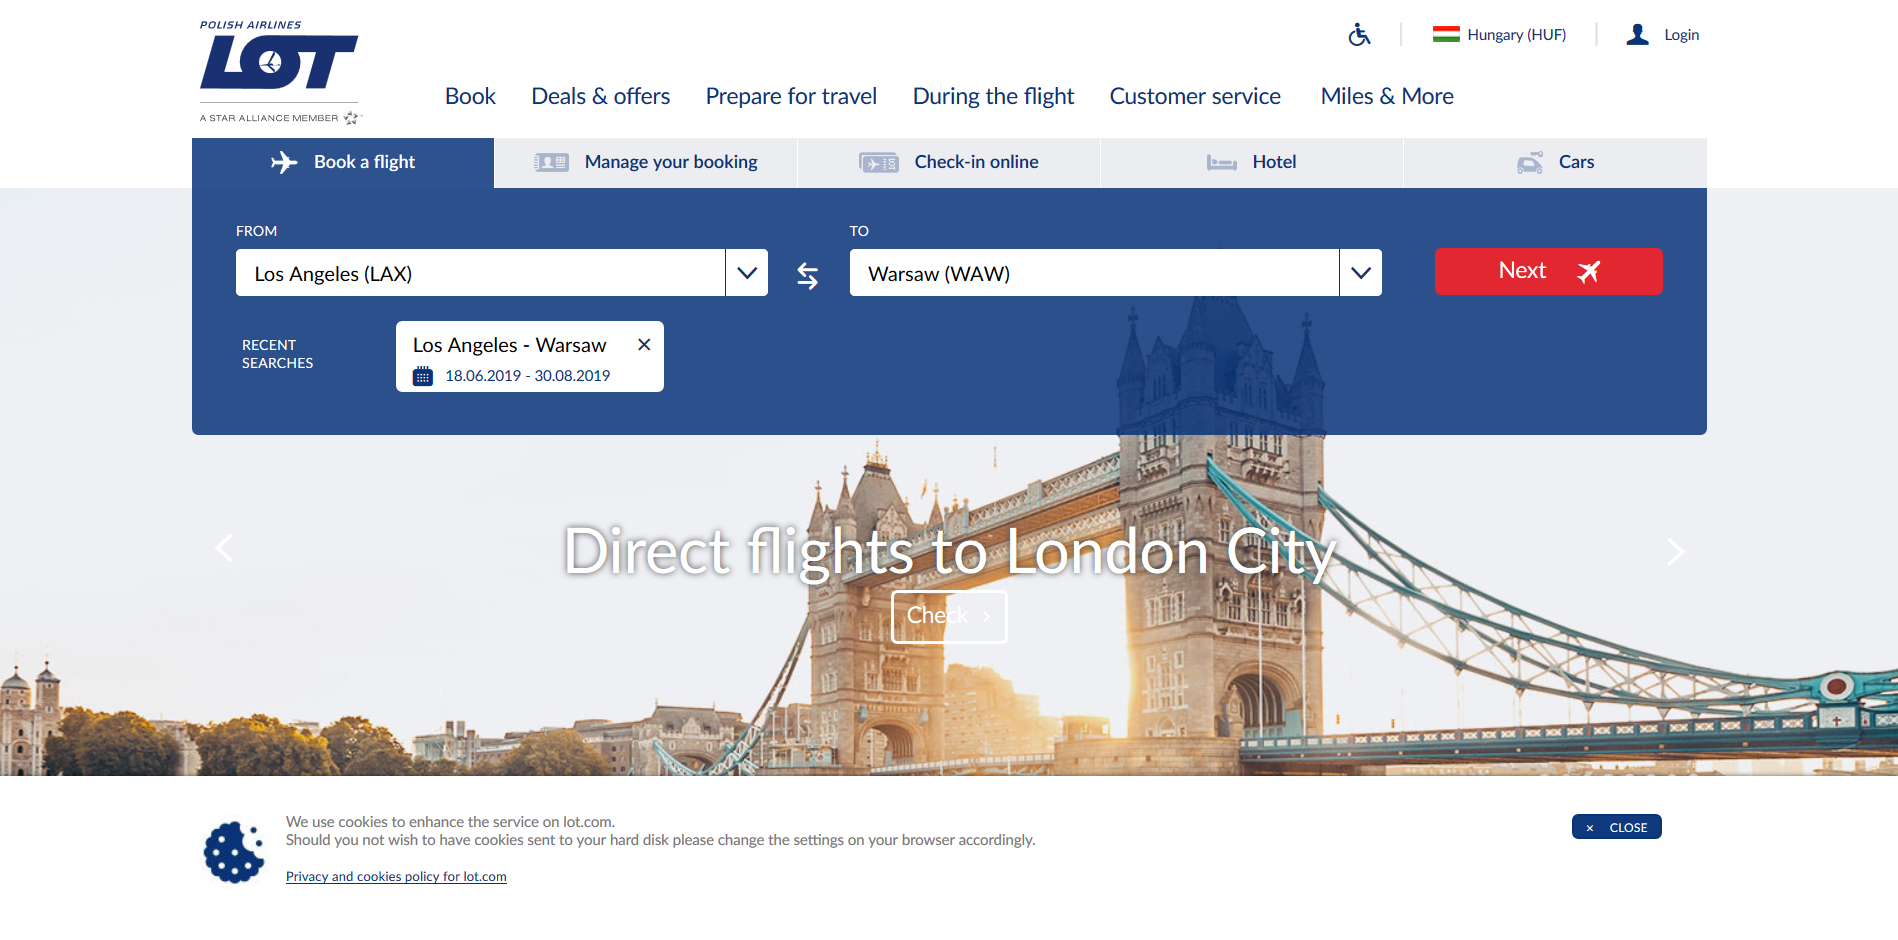 POLISH AIRLINES
LOT
A STAR ALLIANCE MEMBER
Hungary (HUF)
Login
Book
Deals & offers
Prepare for travel
During the flight
Customer service
Miles & More
Book a flight
Manage your booking
Check-in online
Hotel
Cars
FROM
TO
Los Angeles (LAX)
Warsaw (WAW)
Next
RECENT
SEARCHES
Los Angeles - Warsaw
18.06.2019 - 30.08.2019
Direct flights to London City
Check
We use cookies to enhance the service on lot.com.
Should you not wish to have cookies sent to your hard disk please change the settings on your browser accordingly.
Privacy and cookies policy for lot.com
× CLOSE